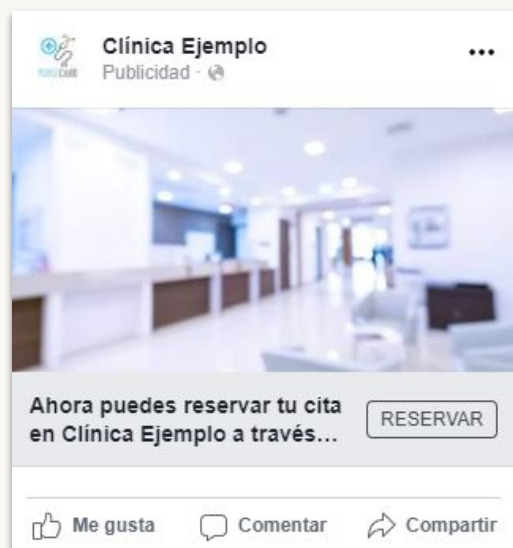 Clínica Ejemplo
Publicidad ·
Ahora puedes reservar tu cita
en Clínica Ejemplo a través...
RESERVAR
Me gusta
Comentar
Compartir